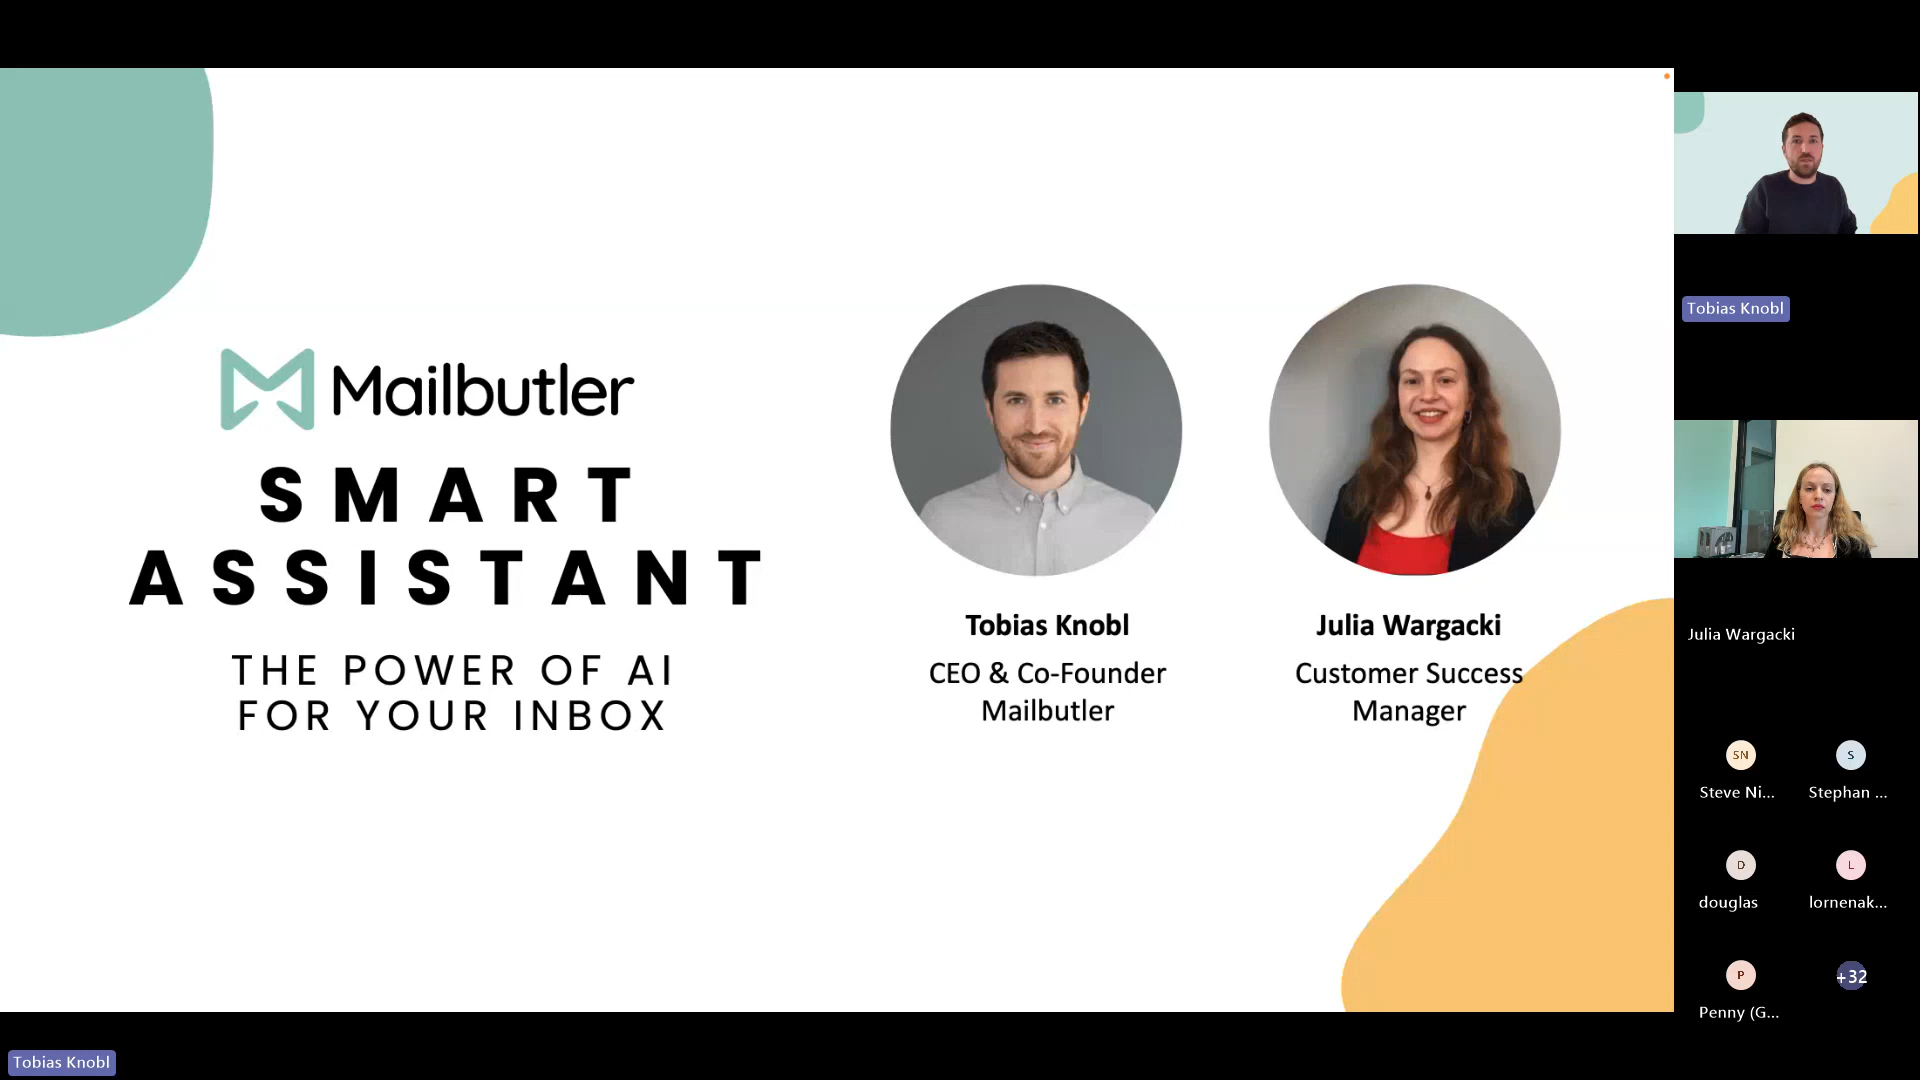 Mailbutler
SMART
ASSISTANT
THE POWER OF AI
FOR YOUR INBOX
Tobias Knobl
CEO & Co-Founder
Mailbutler
Julia Wargacki
Customer Success
Manager
Tobias Knobl
Julia Wargacki
SN
Steve Ni...
S
Stephan ...
D
douglas
L
lornenak...
P
Penny (G...
+32
Tobias Knobl